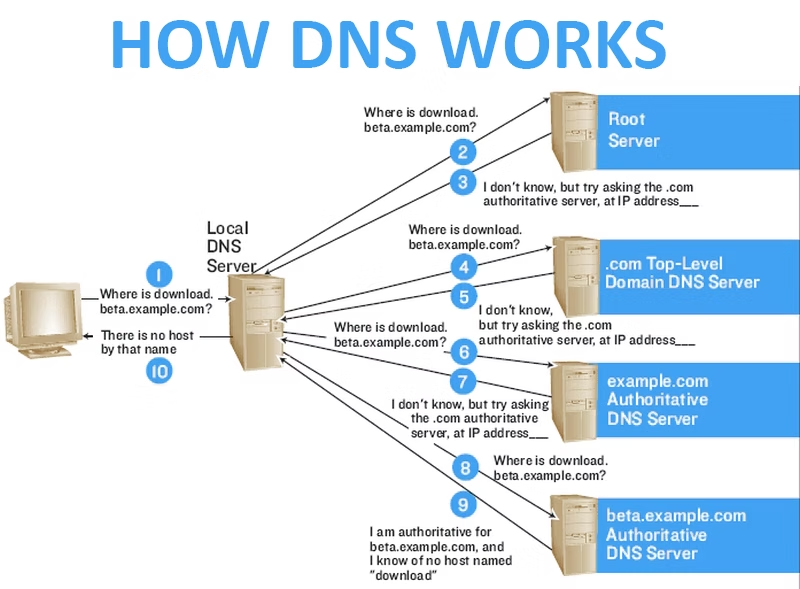 HOW DNS WORKS
Where is download.
beta.example.com?
2
3
Root
Server
I don't know, but try asking the .com
authoritative server, at IP address___
Local
DNS
Server
Where is download.
beta.example.com?
4
5
.com Top-Level
Domain DNS Server
I don't know,
but try asking the .com
authoritative server, at IP address___
1
Where is download.
beta.example.com?
There is no host
by that name
10
Where is download.
beta.example.com?
6
7
example.com
Authoritative
DNS Server
I don't know, but try asking
the .com authoritative
server, at IP address___
8
Where is download.
beta.example.com?
9
beta.example.com
Authoritative
DNS Server
I am authoritative for
beta.example.com, and
I know of no host named
"download"